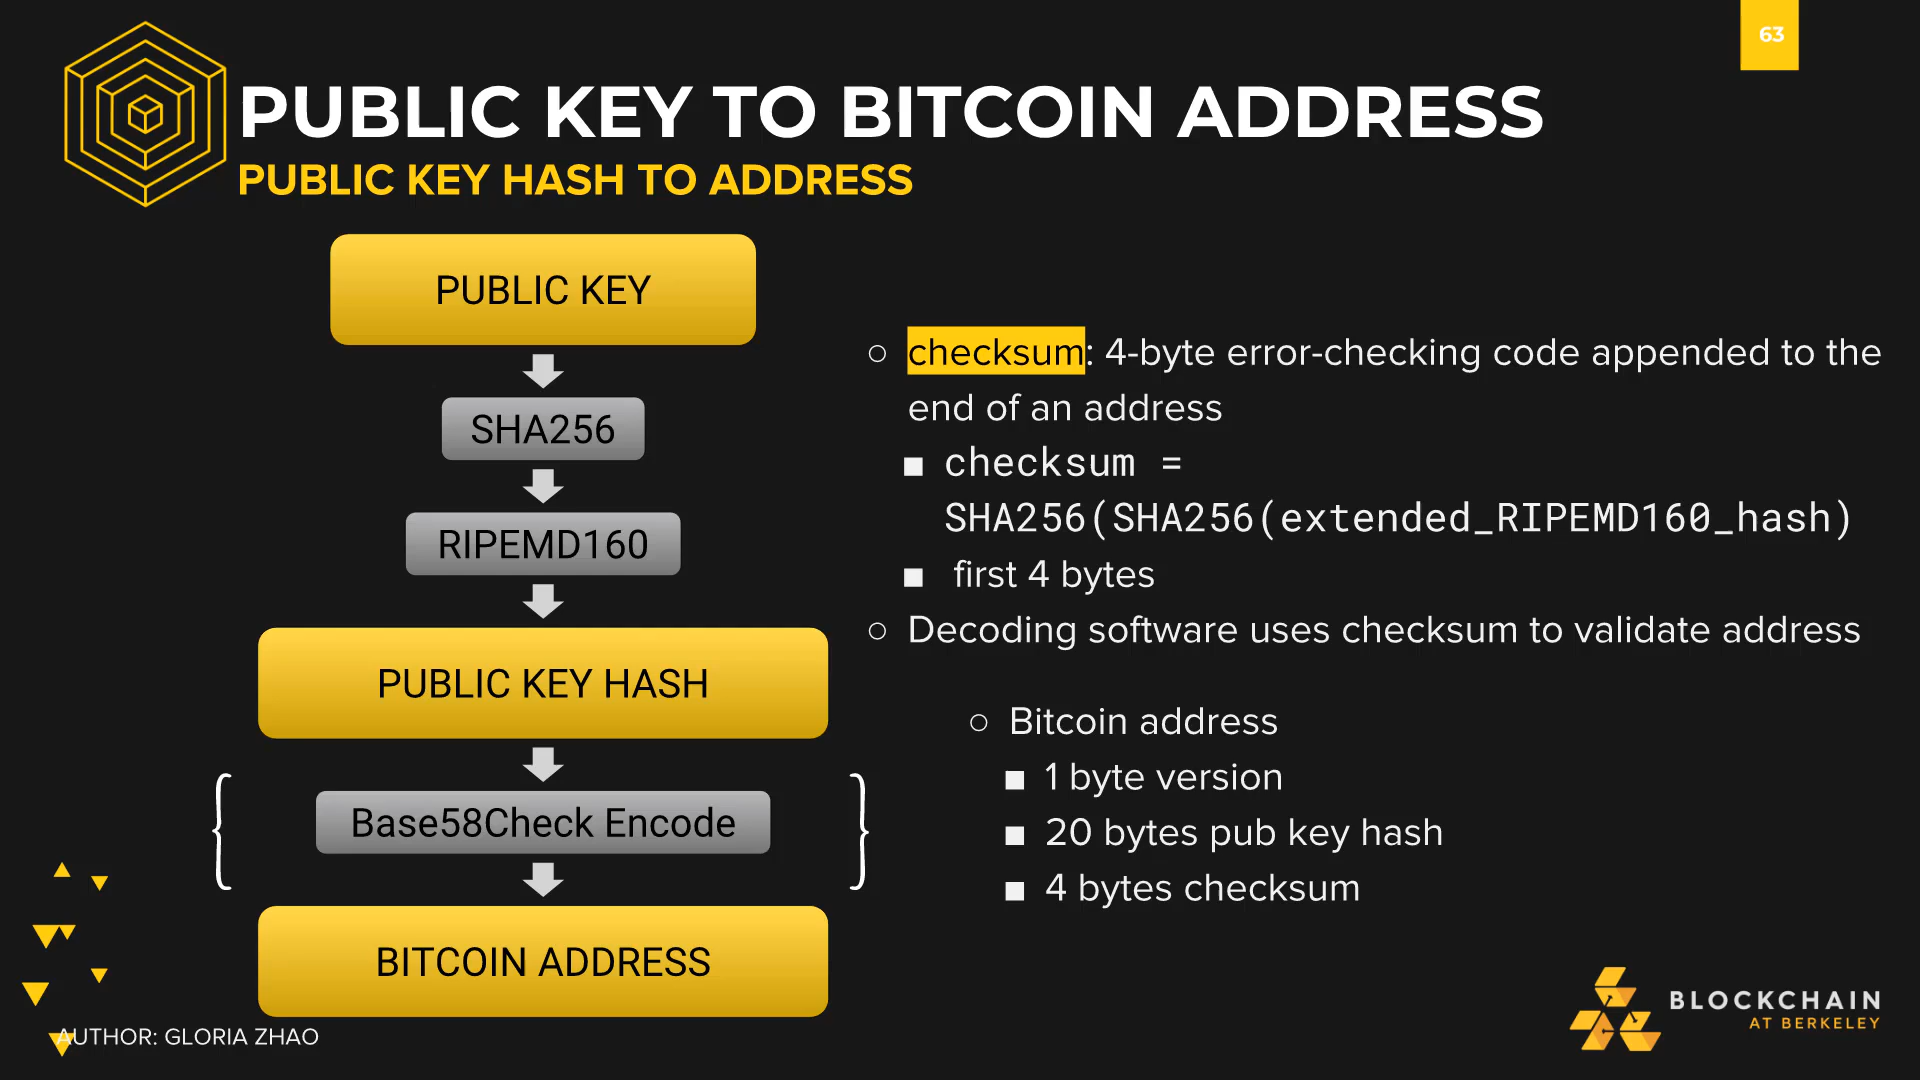 63
PUBLIC KEY TO BITCOIN ADDRESS
PUBLIC KEY HASH TO ADDRESS
PUBLIC KEY
SHA256
RIPEMD160
PUBLIC KEY HASH
Base58Check Encode
BITCOIN ADDRESS
checksum: 4-byte error-checking code appended to the
end of an address
checksum =
SHA256(SHA256(extended_RIPEMD160_hash)
first 4 bytes
Decoding software uses checksum to validate address
Bitcoin address
1 byte version
20 bytes pub key hash
4 bytes checksum
AUTHOR: GLORIA ZHAO
BLOCKCHAIN
AT BERKELEY